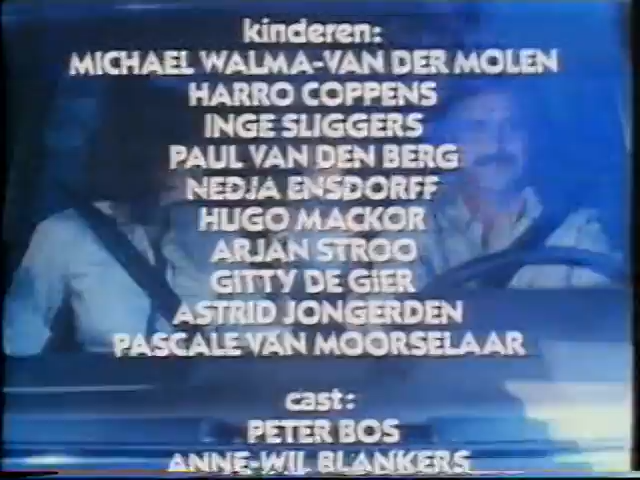 kinderen:
MICHAEL WALMA-VAN DER MOLEN
HARRO COPPENS
INGE SLIGGERS
PAUL VAN DEN BERG
NEDJA ENSDORFF
HUGO MACKOR
ARJAN STROO
GITTY DE GiER
ASTRID JONGERDEN
PASCALE VAN MOORSELAAR
cast:
PETER BOS
ANNE-WIL BLANKERS